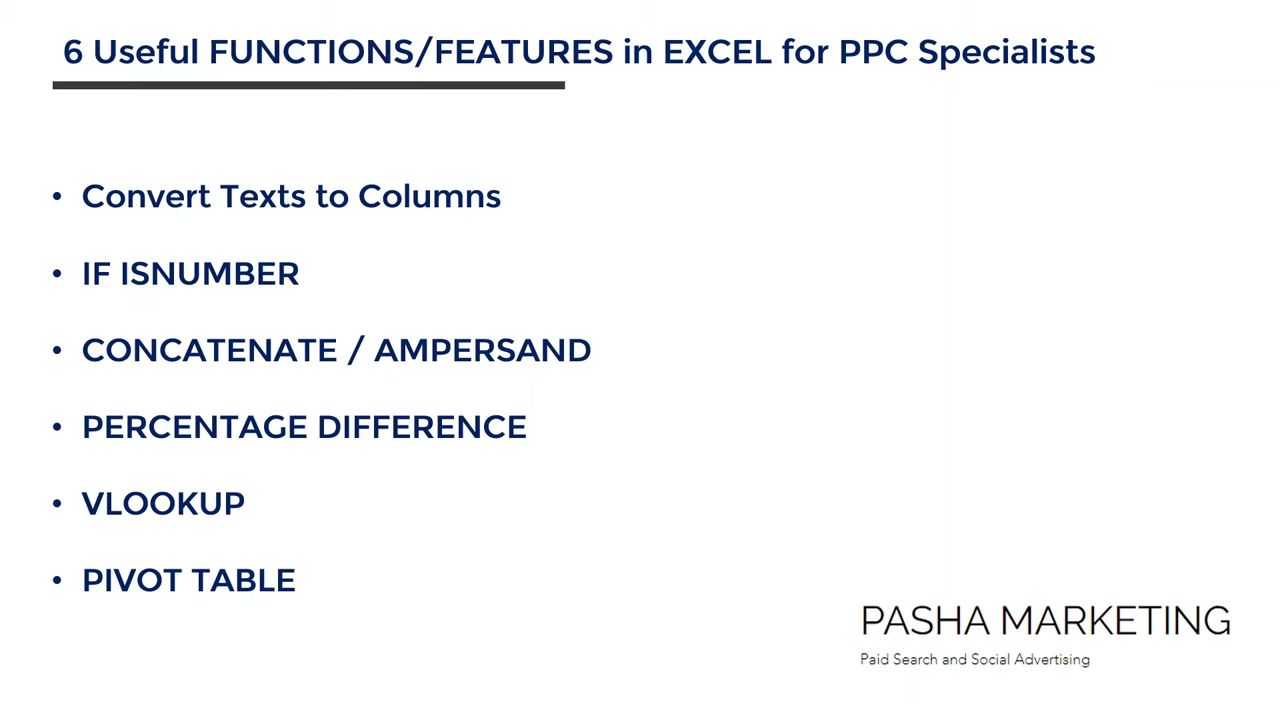 6 Useful FUNCTIONS/FEATURES in EXCEL for PPC Specialists
• Convert Texts to Columns
• IF ISNUMBER
• CONCATENATE / AMPERSAND
• PERCENTAGE DIFFERENCE
• VLOOKUP
• PIVOT TABLE
PASHA MARKETING
Paid Search and Social Advertising